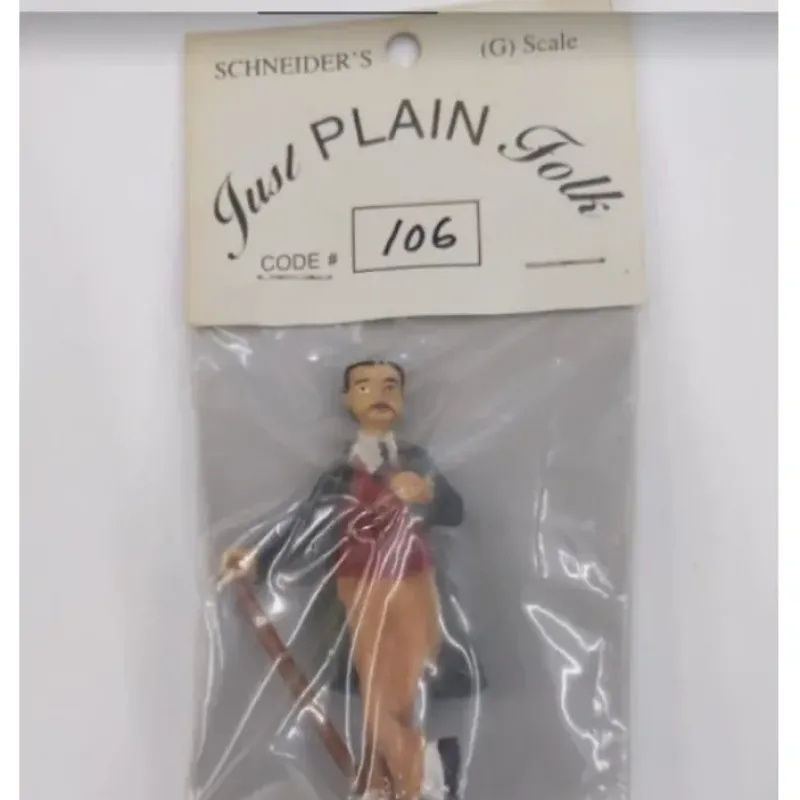 SCHNEIDER'S (G) Scale
Just PLAIN Folk
CODE # 106